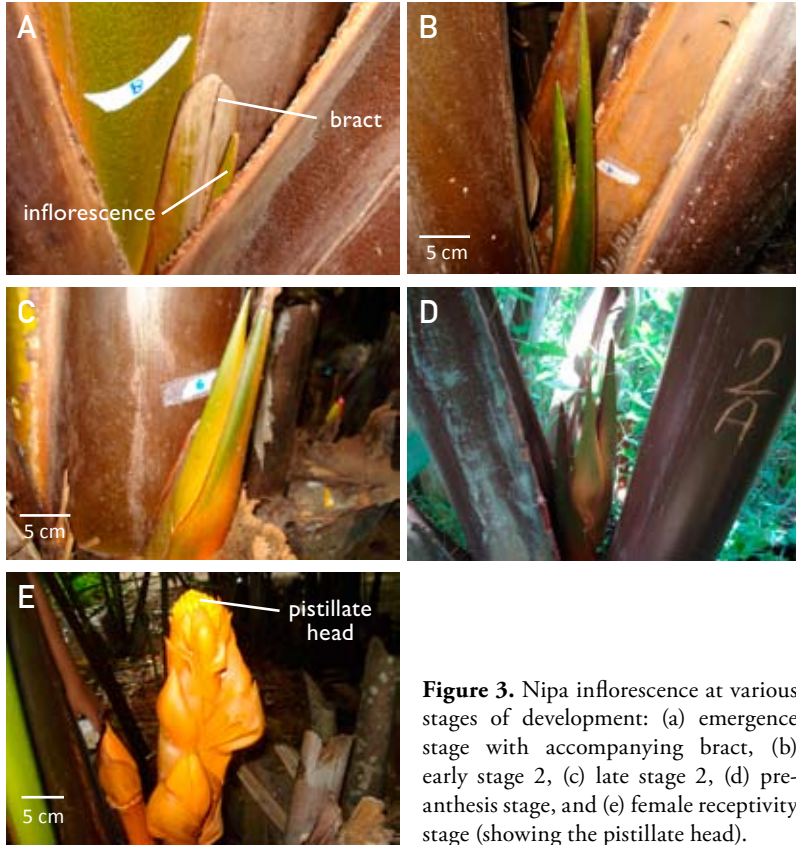 A
bract
inflorescence
B
5 cm
C
5 cm
D
2
A
E
pistillate
head
5 cm
Figure 3. Nipa inflorescence at various
stages of development: (a) emergence
stage with accompanying bract, (b)
early stage 2, (c) late stage 2, (d) pre-
anthesis stage, and (e) female receptivity
stage (showing the pistillate head).